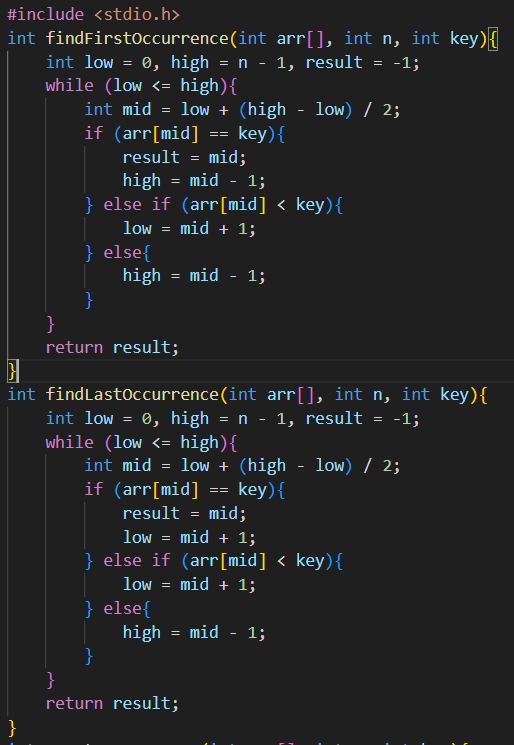 #include <stdio.h>
int findFirstOccurrence(int arr[], int n, int key){
    int low = 0, high = n - 1, result = -1;
    while (low <= high){
        int mid = low + (high - low) / 2;
        if (arr[mid] == key){
            result = mid;
            high = mid - 1;
        } else if (arr[mid] < key){
            low = mid + 1;
        } else{
            high = mid - 1;
        }
    }
    return result;
}
int findLastOccurrence(int arr[], int n, int key){
    int low = 0, high = n - 1, result = -1;
    while (low <= high){
        int mid = low + (high - low) / 2;
        if (arr[mid] == key){
            result = mid;
            low = mid + 1;
        } else if (arr[mid] < key){
            low = mid + 1;
        } else{
            high = mid - 1;
        }
    }
    return result;
}